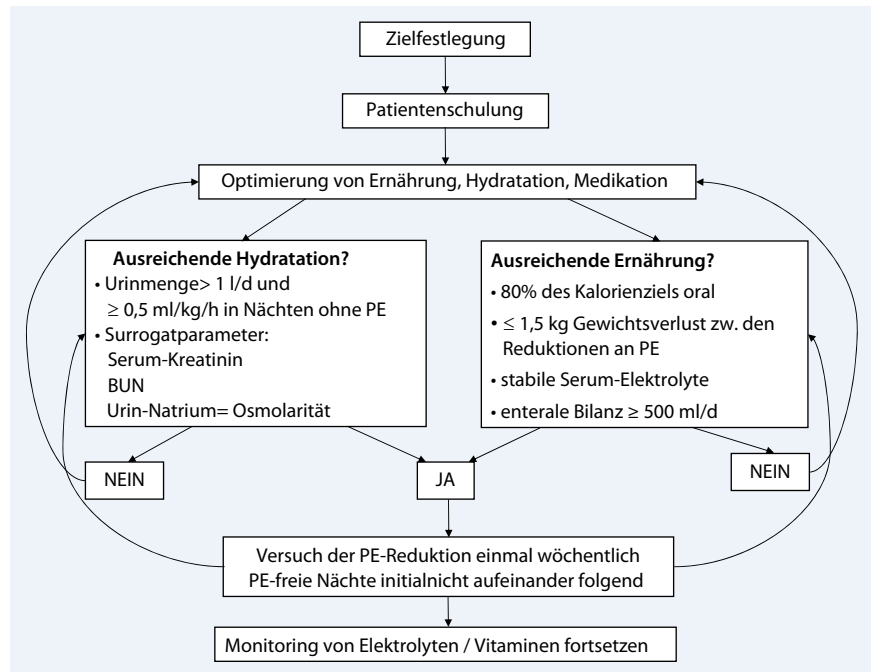 Zielfestlegung
Patientenschulung
Optimierung von Ernährung, Hydratation, Medikation
Ausreichende Hydratation?
• Urinmenge> 1 l/d und
≥ 0,5 ml/kg/h in Nächten ohne PE
• Surrogatparameter:
Serum-Kreatinin
BUN
Urin-Natrium= Osmolarität
Ausreichende Ernährung?
• 80% des Kalorienziels oral
• ≤ 1,5 kg Gewichtsverlust zw. den
Reduktionen an PE
• stabile Serum-Elektrolyte
• enterale Bilanz ≥ 500 ml/d
NEIN
JA
NEIN
Versuch der PE-Reduktion einmal wöchentlich
PE-freie Nächte initialnicht aufeinander folgend
Monitoring von Elektrolyten / Vitaminen fortsetzen